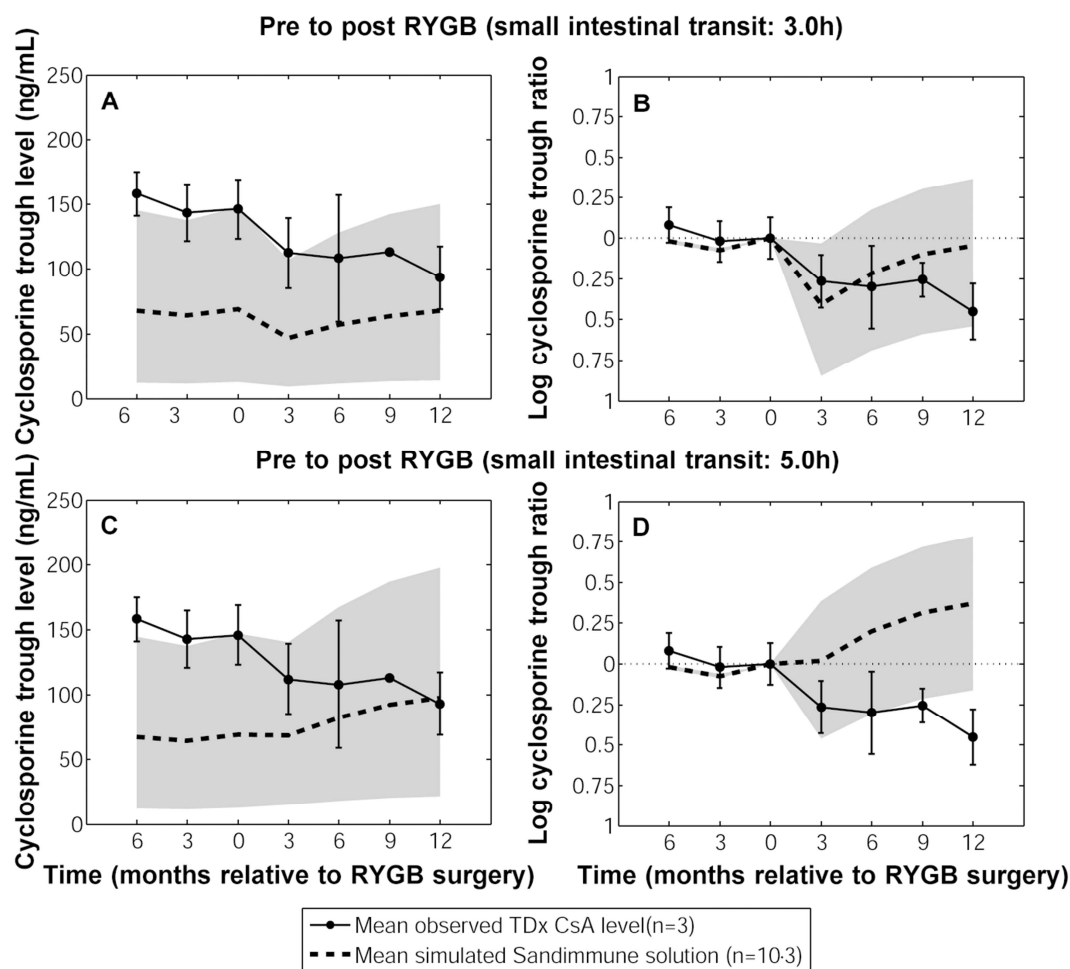 Pre to post RYGB (small intestinal transit: 3.0h)
Cyclosporine trough level (ng/mL)
250
200
150
100
50
0
A
6 3 0 3 6 9 12
Log cyclosporine trough ratio
1
0.75
0.5
0.25
0
0.25
0.5
0.75
1
B
6 3 0 3 6 9 12
Pre to post RYGB (small intestinal transit: 5.0h)
Cyclosporine trough level (ng/mL)
250
200
150
100
50
0
C
6 3 0 3 6 9 12
Time (months relative to RYGB surgery)
Log cyclosporine trough ratio
1
0.75
0.5
0.25
0
0.25
0.5
0.75
1
D
6 3 0 3 6 9 12
Time (months relative to RYGB surgery)
Mean observed TDx CsA level(n=3)
Mean simulated Sandimmune solution (n=10·3)